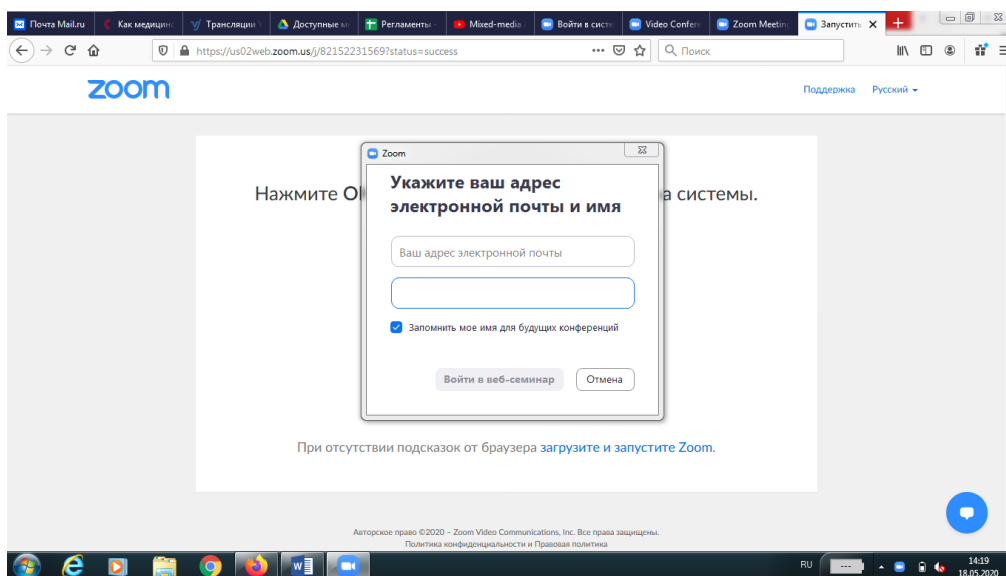 Почта Mail.ru
Как медицинс
Трансляции
Доступные
Регламенты -
Mixed-media
Войти в систе
Video Confere
Zoom Meeting
Запустить
https://us02web.zoom.us/j/82152231569?status=success
Поиск
zoom
Поддержка
Русский
Zoom
Укажите ваш адрес
электронной почты и имя
Нажмите
а системы.
Ваш адрес электронной почты
Запомнить мое имя для будущих конференций
Войти в веб-семинар
Отмена
При отсутствии подсказок от браузера загрузите и запустите Zoom.
Авторское право ©2020 - Zoom Video Communications, Inc. Все права защищены.
Политика конфиденциальности и Правовая политика
RU
14:19
18.05.2020